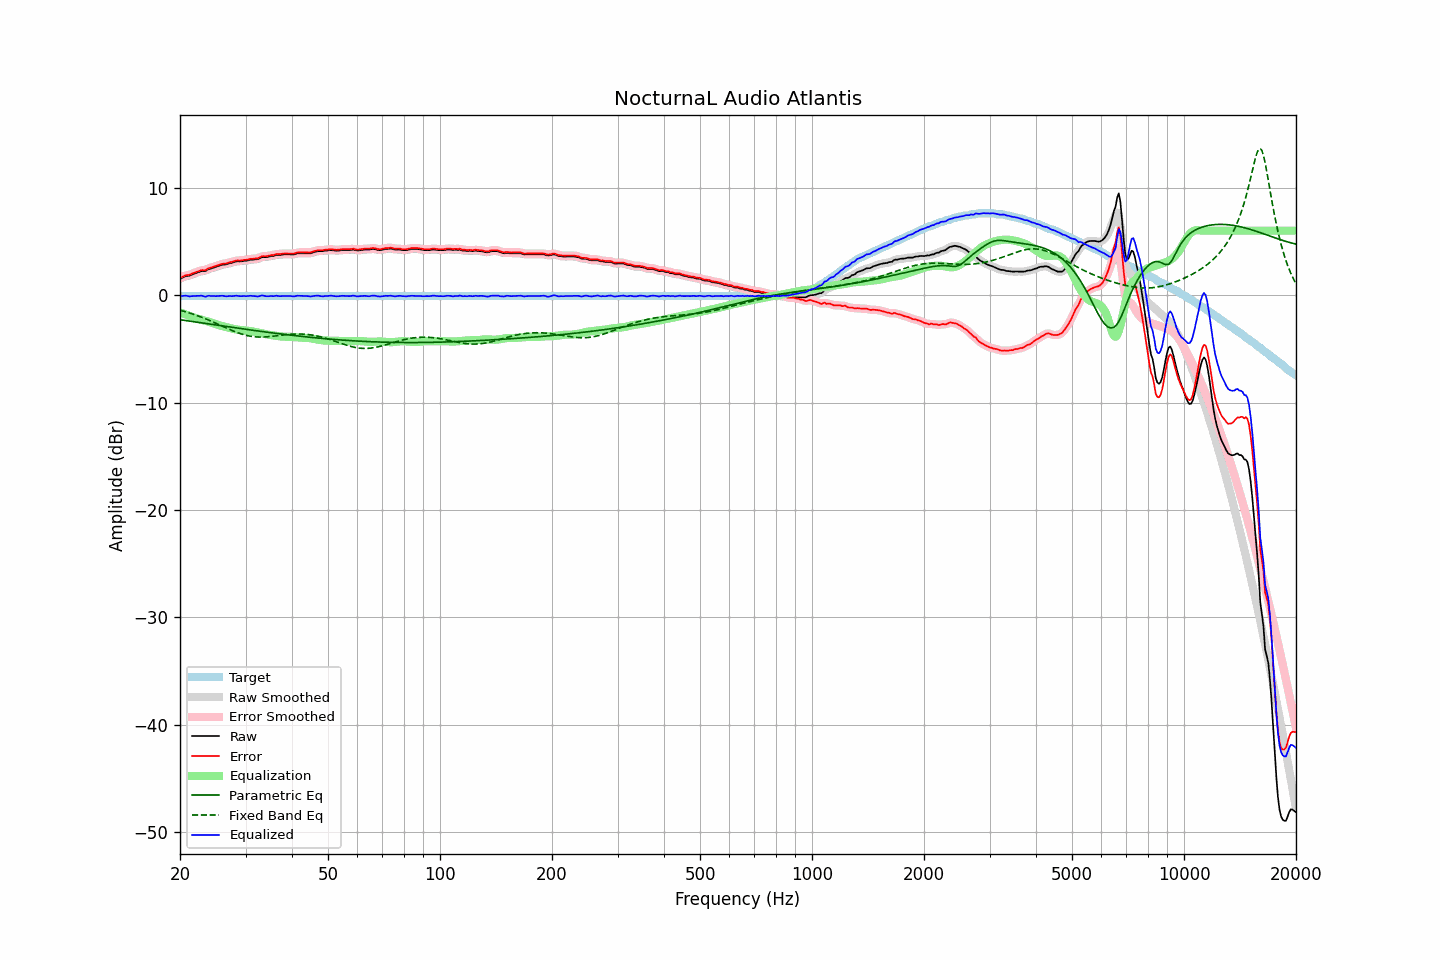 NocturnaL Audio Atlantis
Amplitude (dBr)
10
0
−10
−20
−30
−40
−50
Target
Raw Smoothed
Error Smoothed
Raw
Error
Equalization
Parametric Eq
Fixed Band Eq
Equalized
20 50 100 200 500 1000 2000 5000 10000 20000
Frequency (Hz)